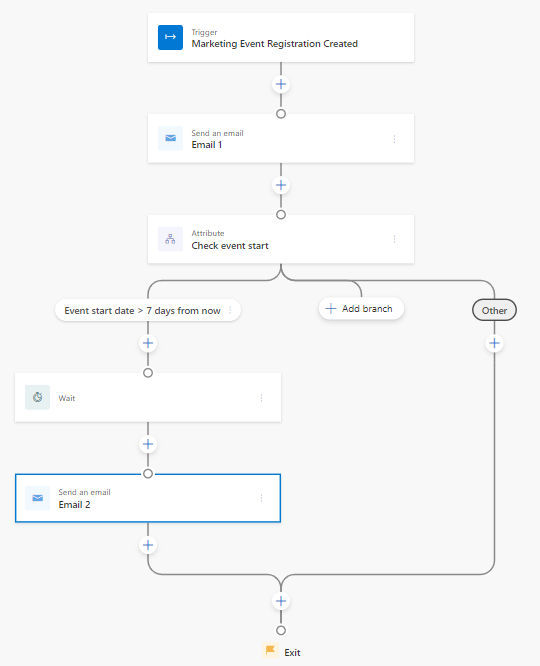 Trigger
Marketing Event Registration Created
Send an email
Email 1
Attribute
Check event start
Event start date > 7 days from now
Add branch
Other
Wait
Send an email
Email 2
Exit